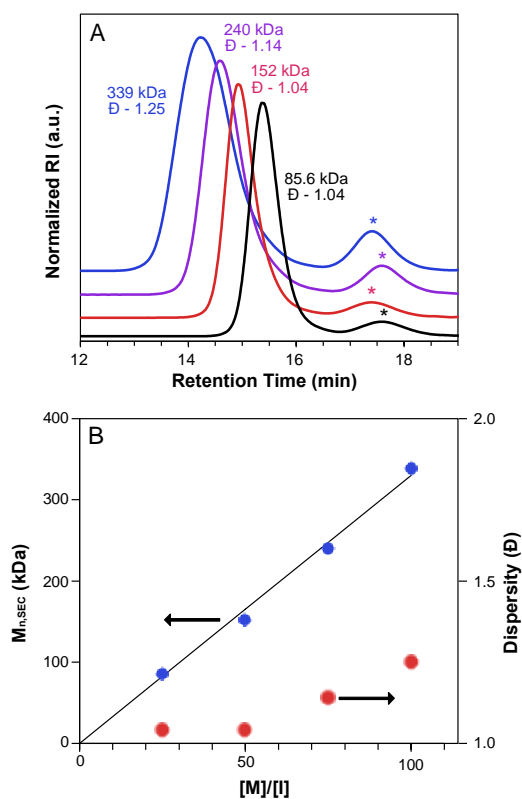 A
240 kDa
Đ - 1.14
152 kDa
Đ - 1.04
339 kDa
Đ - 1.25
85.6 kDa
Đ - 1.04
* * * *
Normalized RI (a.u.)
12 14 16 18
Retention Time (min)
B
400
300
200
100
0
Mn,SEC (kDa)
2.0
1.5
1.0
Dispersity (Đ)
0 50 100
[M]/[I]